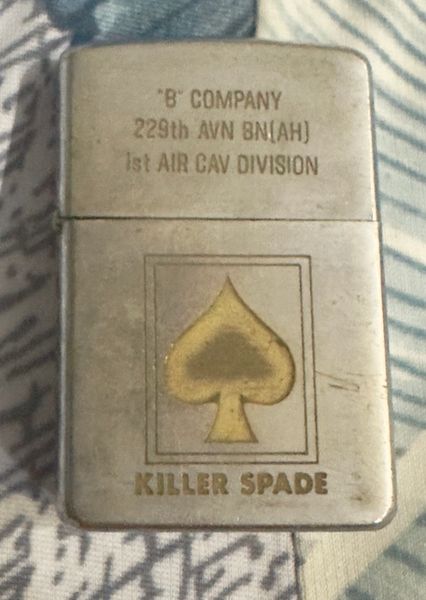 "B" COMPANY
229th AVN BN(AH)
1st AIR CAV DIVISION
KILLER SPADE